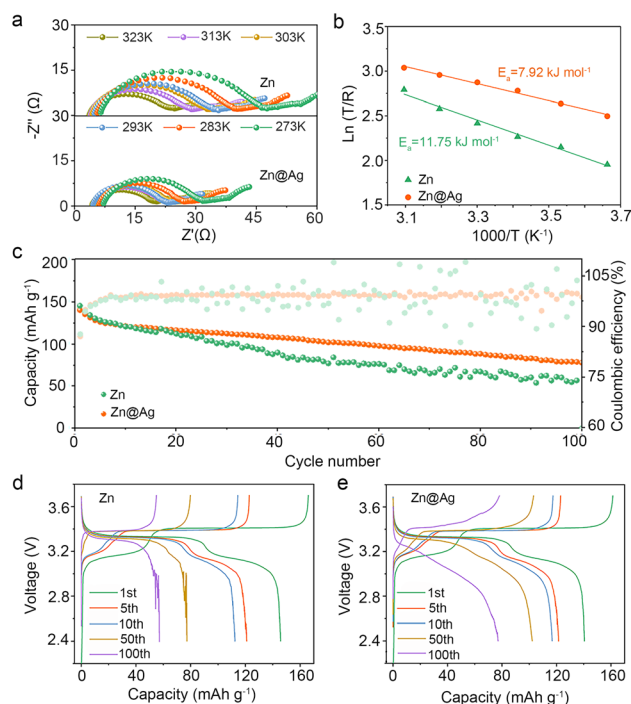 a
323K 313K 303K
Zn
293K 283K 273K
Zn@Ag
-Z'' (Ω)
30
15
0
30
15
0
0 15 30 45 60
Z'(Ω)
b
Ln (T/R)
3.5
3.0
2.5
2.0
1.5
Eₐ=7.92 kJ mol⁻¹
Eₐ=11.75 kJ mol⁻¹
Zn
Zn@Ag
3.1 3.3 3.5 3.7
1000/T (K⁻¹)
c
Capacity (mAh g⁻¹)
200
150
100
50
0
Zn
Zn@Ag
0 20 40 60 80 100
Cycle number
105
90
75
60
Coulombic efficiency (%)
d
Zn
Voltage (V)
3.6
3.2
2.8
2.4
1st
5th
10th
50th
100th
0 40 80 120 160
Capacity (mAh g⁻¹)
e
Zn@Ag
Voltage (V)
3.6
3.2
2.8
2.4
1st
5th
10th
50th
100th
0 40 80 120 160
Capacity (mAh g⁻¹)